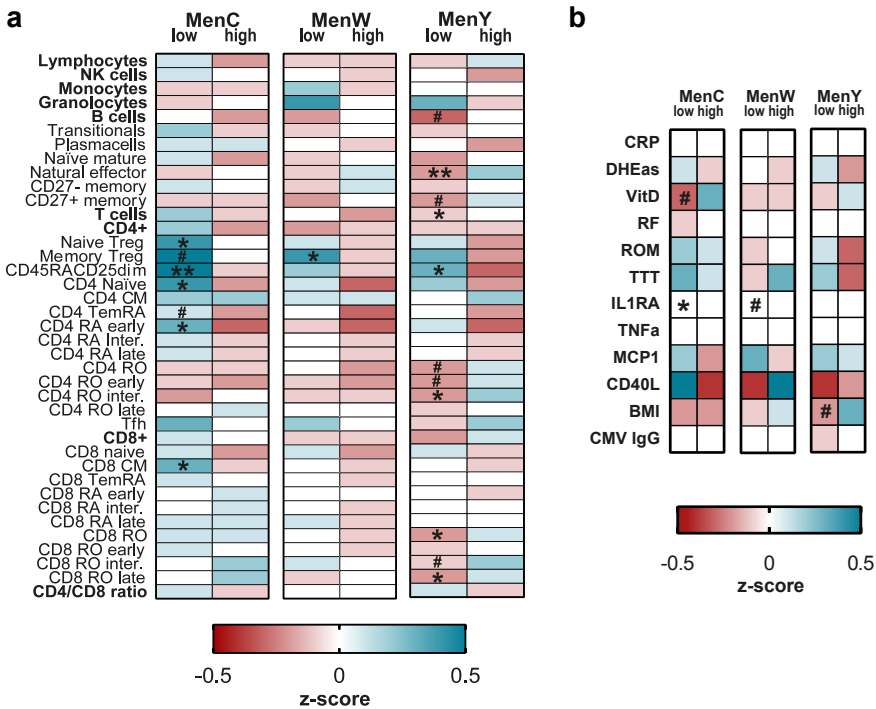 a
MenC MenW MenY
low high low high low high
Lymphocytes
NK cells
Monocytes
Granolocytes
B cells #
Transitionals
Plasmacells
Naïve mature
Natural effector **
CD27- memory
CD27+ memory #
T cells *
CD4+
Naive Treg *
Memory Treg # *
CD45RACD25dim ** *
CD4 Naïve *
CD4 CM
CD4 TemRA #
CD4 RA early *
CD4 RA Inter.
CD4 RA late
CD4 RO #
CD4 RO early #
CD4 RO inter. *
CD4 RO late
Tfh
CD8+
CD8 naive
CD8 CM *
CD8 TemRA
CD8 RA early
CD8 RA inter.
CD8 RA late
CD8 RO *
CD8 RO early
CD8 RO inter. #
CD8 RO late *
CD4/CD8 ratio
-0.5 0 0.5
z-score
b
MenC MenW MenY
low high low high low high
CRP
DHEas
VitD #
RF
ROM
TTT
IL1RA * #
TNFa
MCP1
CD40L
BMI #
CMV IgG
-0.5 0 0.5
z-score